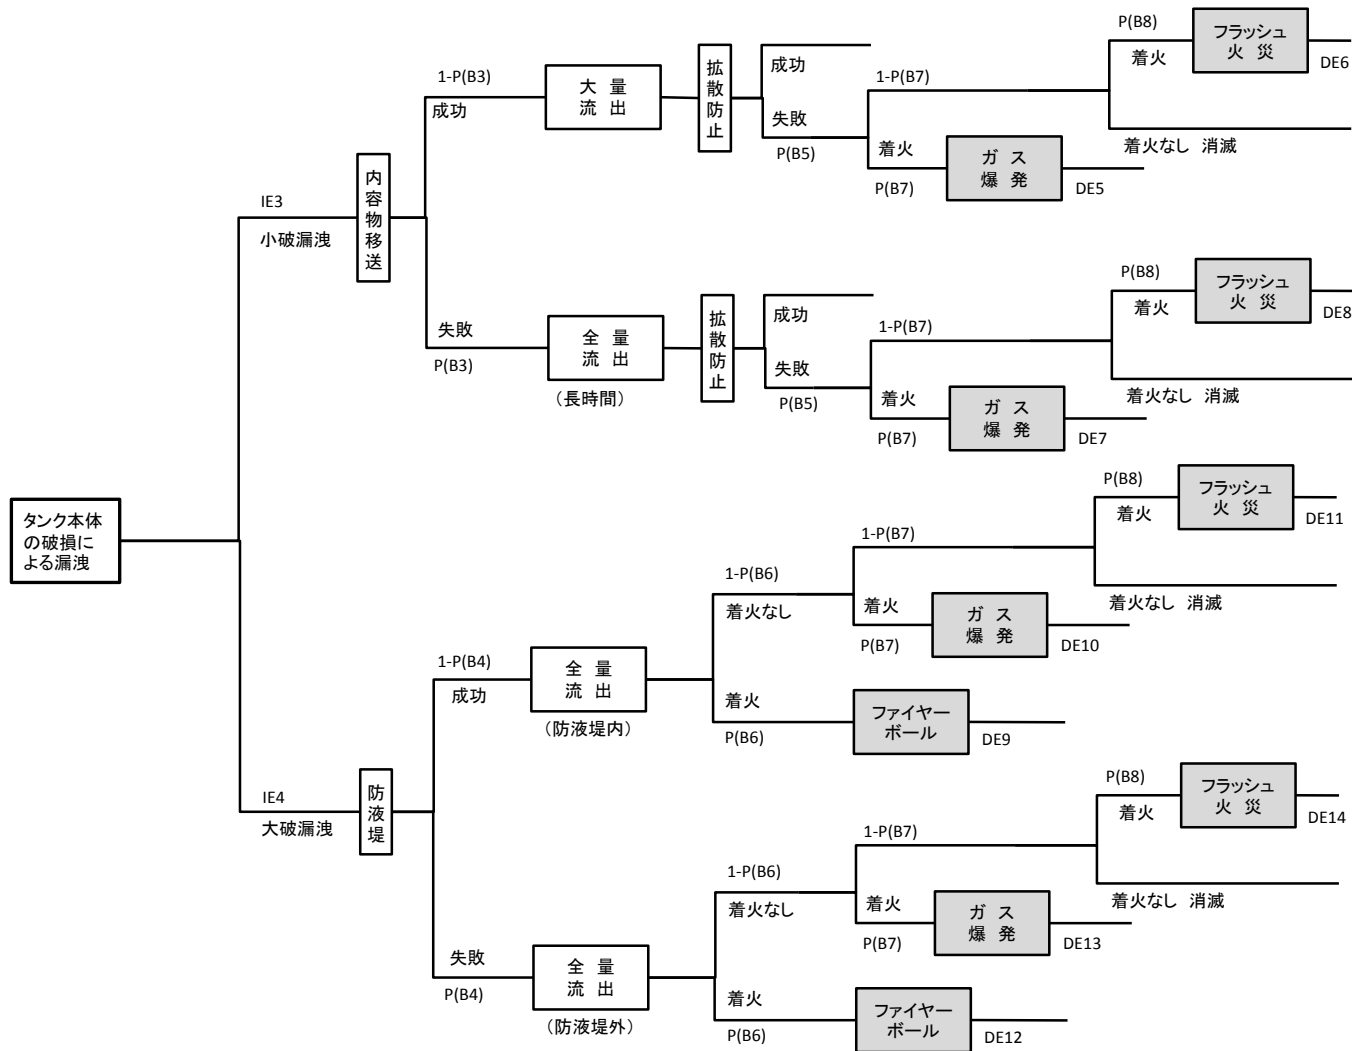 タンク本体
の破損に
よる漏洩
IE3
小破漏洩
内容物移送
1-P(B3)
成功
大 量
流 出
拡散防止
成功
失敗
P(B5)
1-P(B7)
着火
P(B7)
ガ ス
爆 発
DE5
P(B8)
着火
フラッシュ
火 災
DE6
着火なし 消滅
失敗
P(B3)
全 量
流 出
（長時間）
拡散防止
成功
失敗
P(B5)
1-P(B7)
着火
P(B7)
ガ ス
爆 発
DE7
P(B8)
着火
フラッシュ
火 災
DE8
着火なし 消滅
IE4
大破漏洩
防液堤
1-P(B4)
成功
全 量
流 出
（防液堤内）
1-P(B6)
着火なし
1-P(B7)
着火
P(B7)
ガ ス
爆 発
DE10
P(B8)
着火
フラッシュ
火 災
DE11
着火なし 消滅
着火
P(B6)
ファイヤー
ボール
DE9
失敗
P(B4)
全 量
流 出
（防液堤外）
1-P(B6)
着火なし
1-P(B7)
着火
P(B7)
ガ ス
爆 発
DE13
P(B8)
着火
フラッシュ
火 災
DE14
着火なし 消滅
着火
P(B6)
ファイヤー
ボール
DE12